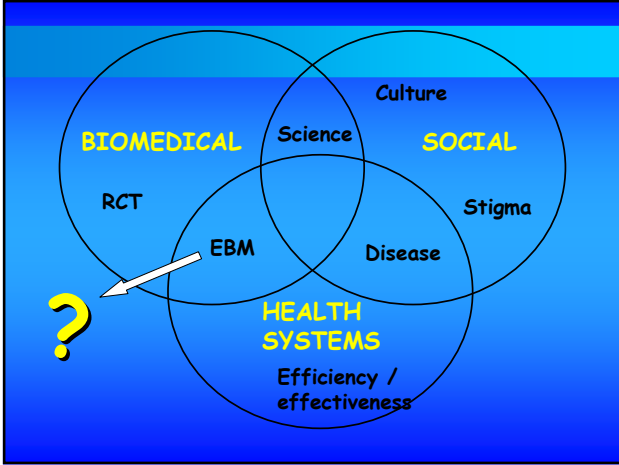 Culture
Science
BIOMEDICAL
SOCIAL
RCT
Stigma
EBM
Disease
?
HEALTH
SYSTEMS
Efficiency /
effectiveness